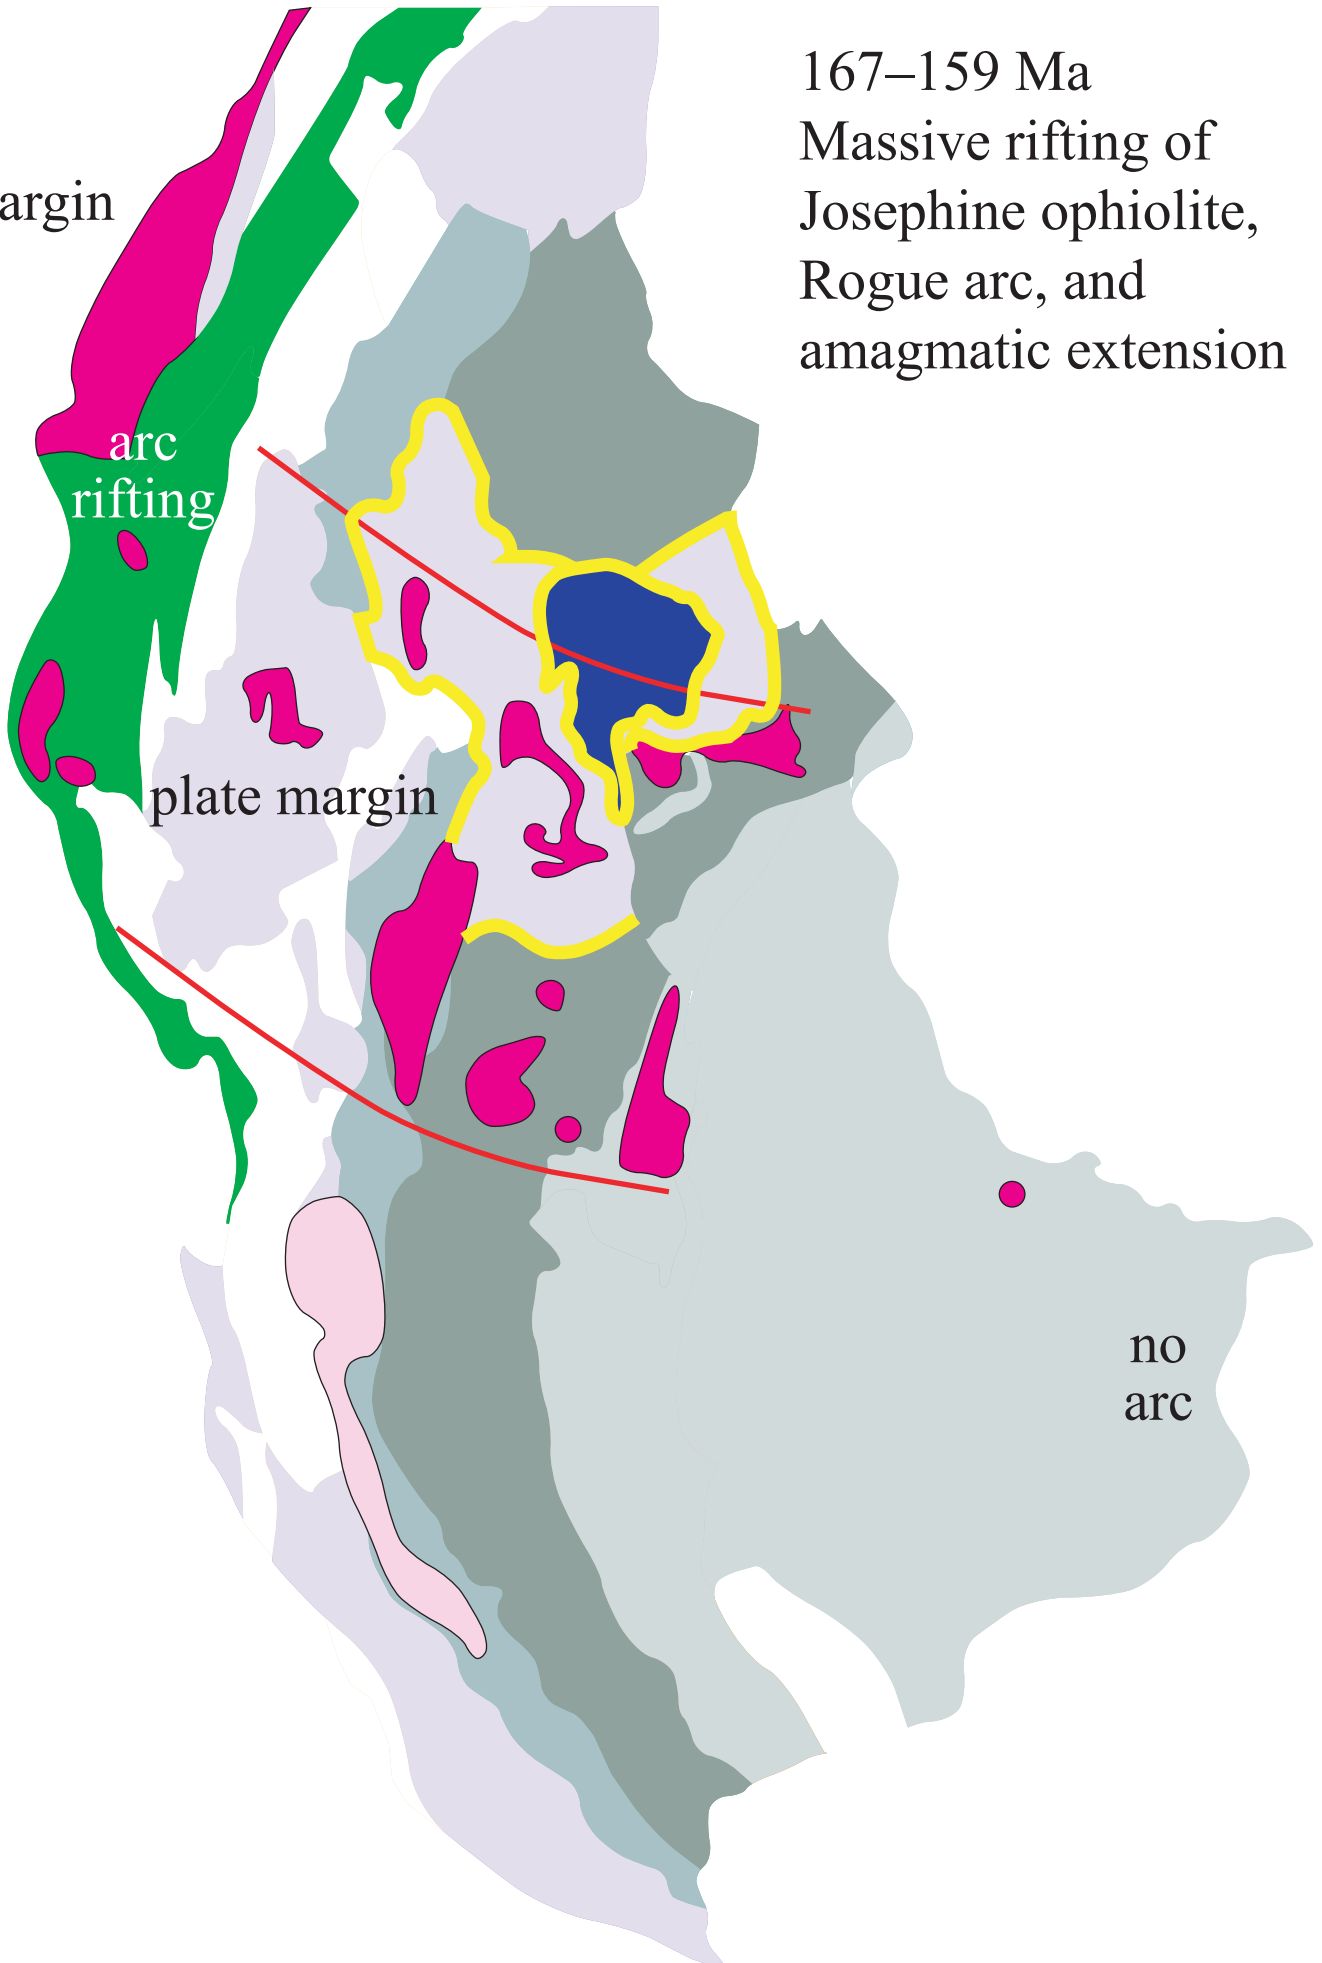 167–159 Ma
Massive rifting of
Josephine ophiolite,
Rogue arc, and
amagmatic extension
argin
arc
rifting
plate margin
no
arc